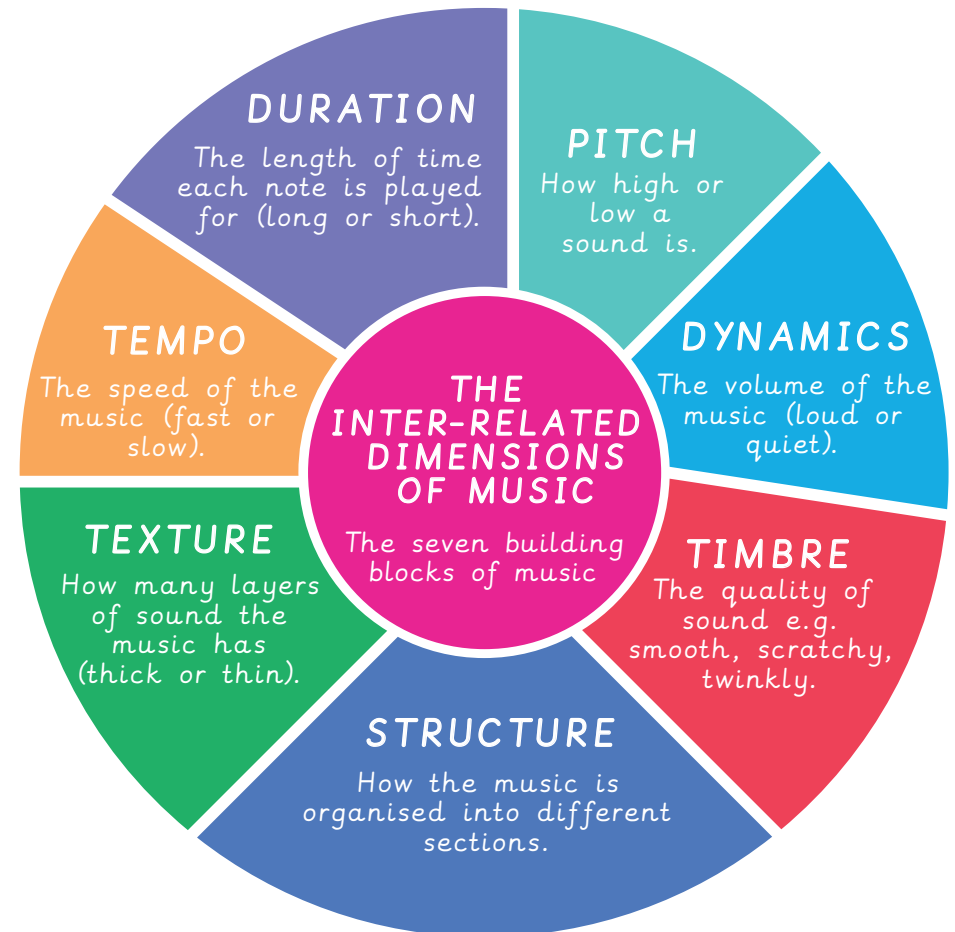 THE
INTER-RELATED
DIMENSIONS
OF MUSIC
The seven building
blocks of music
PITCH
How high or
low a
sound is.
DYNAMICS
The volume of the
music (loud or
quiet).
TIMBRE
The quality of
sound e.g.
smooth, scratchy,
twinkly.
STRUCTURE
How the music is
organised into different
sections.
TEXTURE
How many layers
of sound the
music has
(thick or thin).
TEMPO
The speed of the
music (fast or
slow).
DURATION
The length of time
each note is played
for (long or short).